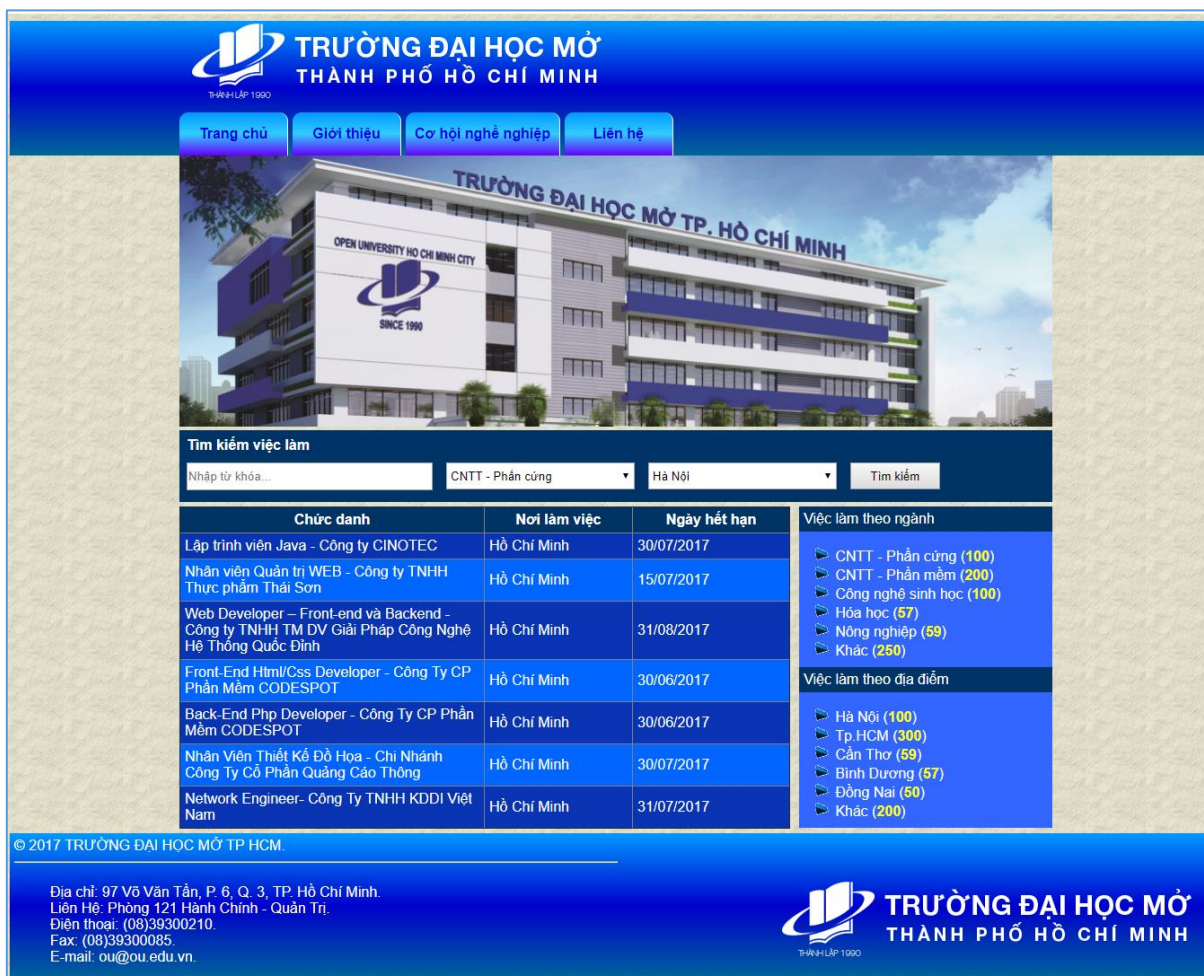 TRƯỜNG ĐẠI HỌC MỞ
THÀNH PHỐ HỒ CHÍ MINH
THÀNH LẬP 1990
Trang chủ
Giới thiệu
Cơ hội nghề nghiệp
Liên hệ
TRƯỜNG ĐẠI HỌC MỞ TP. HỒ CHÍ MINH
OPEN UNIVERSITY HO CHI MINH CITY
SINCE 1990
Tìm kiếm việc làm
Nhập từ khóa...
CNTT - Phần cứng
Hà Nội
Tìm kiếm
Chức danh Nơi làm việc Ngày hết hạn
Lập trình viên Java - Công ty CINOTEC Hồ Chí Minh 30/07/2017
Nhân viên Quản trị WEB - Công ty TNHH
Thực phẩm Thái Sơn
Hồ Chí Minh 15/07/2017
Web Developer – Front-end và Backend -
Công ty TNHH TM DV Giải Pháp Công Nghệ
Hệ Thống Quốc Đỉnh
Hồ Chí Minh 31/08/2017
Front-End Html/Css Developer - Công Ty CP
Phần Mềm CODESPOT
Hồ Chí Minh 30/06/2017
Back-End Php Developer - Công Ty CP Phần
Mềm CODESPOT
Hồ Chí Minh 30/06/2017
Nhân Viên Thiết Kế Đồ Họa - Chi Nhánh
Công Ty Cổ Phần Quảng Cáo Thông
Hồ Chí Minh 30/07/2017
Network Engineer- Công Ty TNHH KDDI Việt
Nam
Hồ Chí Minh 31/07/2017
Việc làm theo ngành
CNTT - Phần cứng (100)
CNTT - Phần mềm (200)
Công nghệ sinh học (100)
Hóa học (57)
Nông nghiệp (59)
Khác (250)
Việc làm theo địa điểm
Hà Nội (100)
Tp.HCM (300)
Cần Thơ (59)
Bình Dương (57)
Đồng Nai (50)
Khác (200)
© 2017 TRƯỜNG ĐẠI HỌC MỞ TP HCM.
Địa chỉ: 97 Võ Văn Tần, P. 6, Q. 3, TP. Hồ Chí Minh.
Liên Hệ: Phòng 121 Hành Chính - Quản Trị.
Điện thoại: (08)39300210.
Fax: (08)39300085.
E-mail: ou@ou.edu.vn.
TRƯỜNG ĐẠI HỌC MỞ
THÀNH PHỐ HỒ CHÍ MINH
THÀNH LẬP 1990